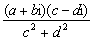 (a + bi)(c − di)
c² + d²